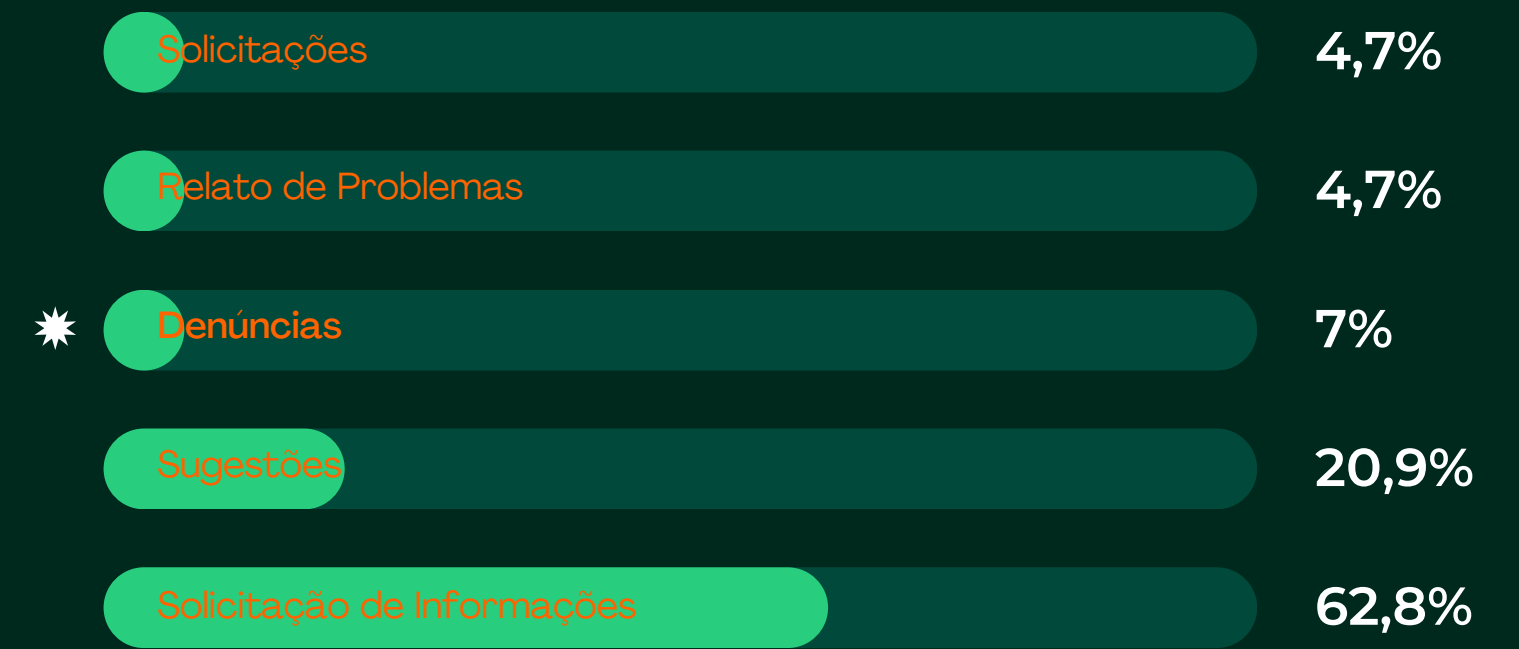 Solicitações 4,7%
Relato de Problemas 4,7%
Denúncias 7%
Sugestões 20,9%
Solicitação de Informações 62,8%